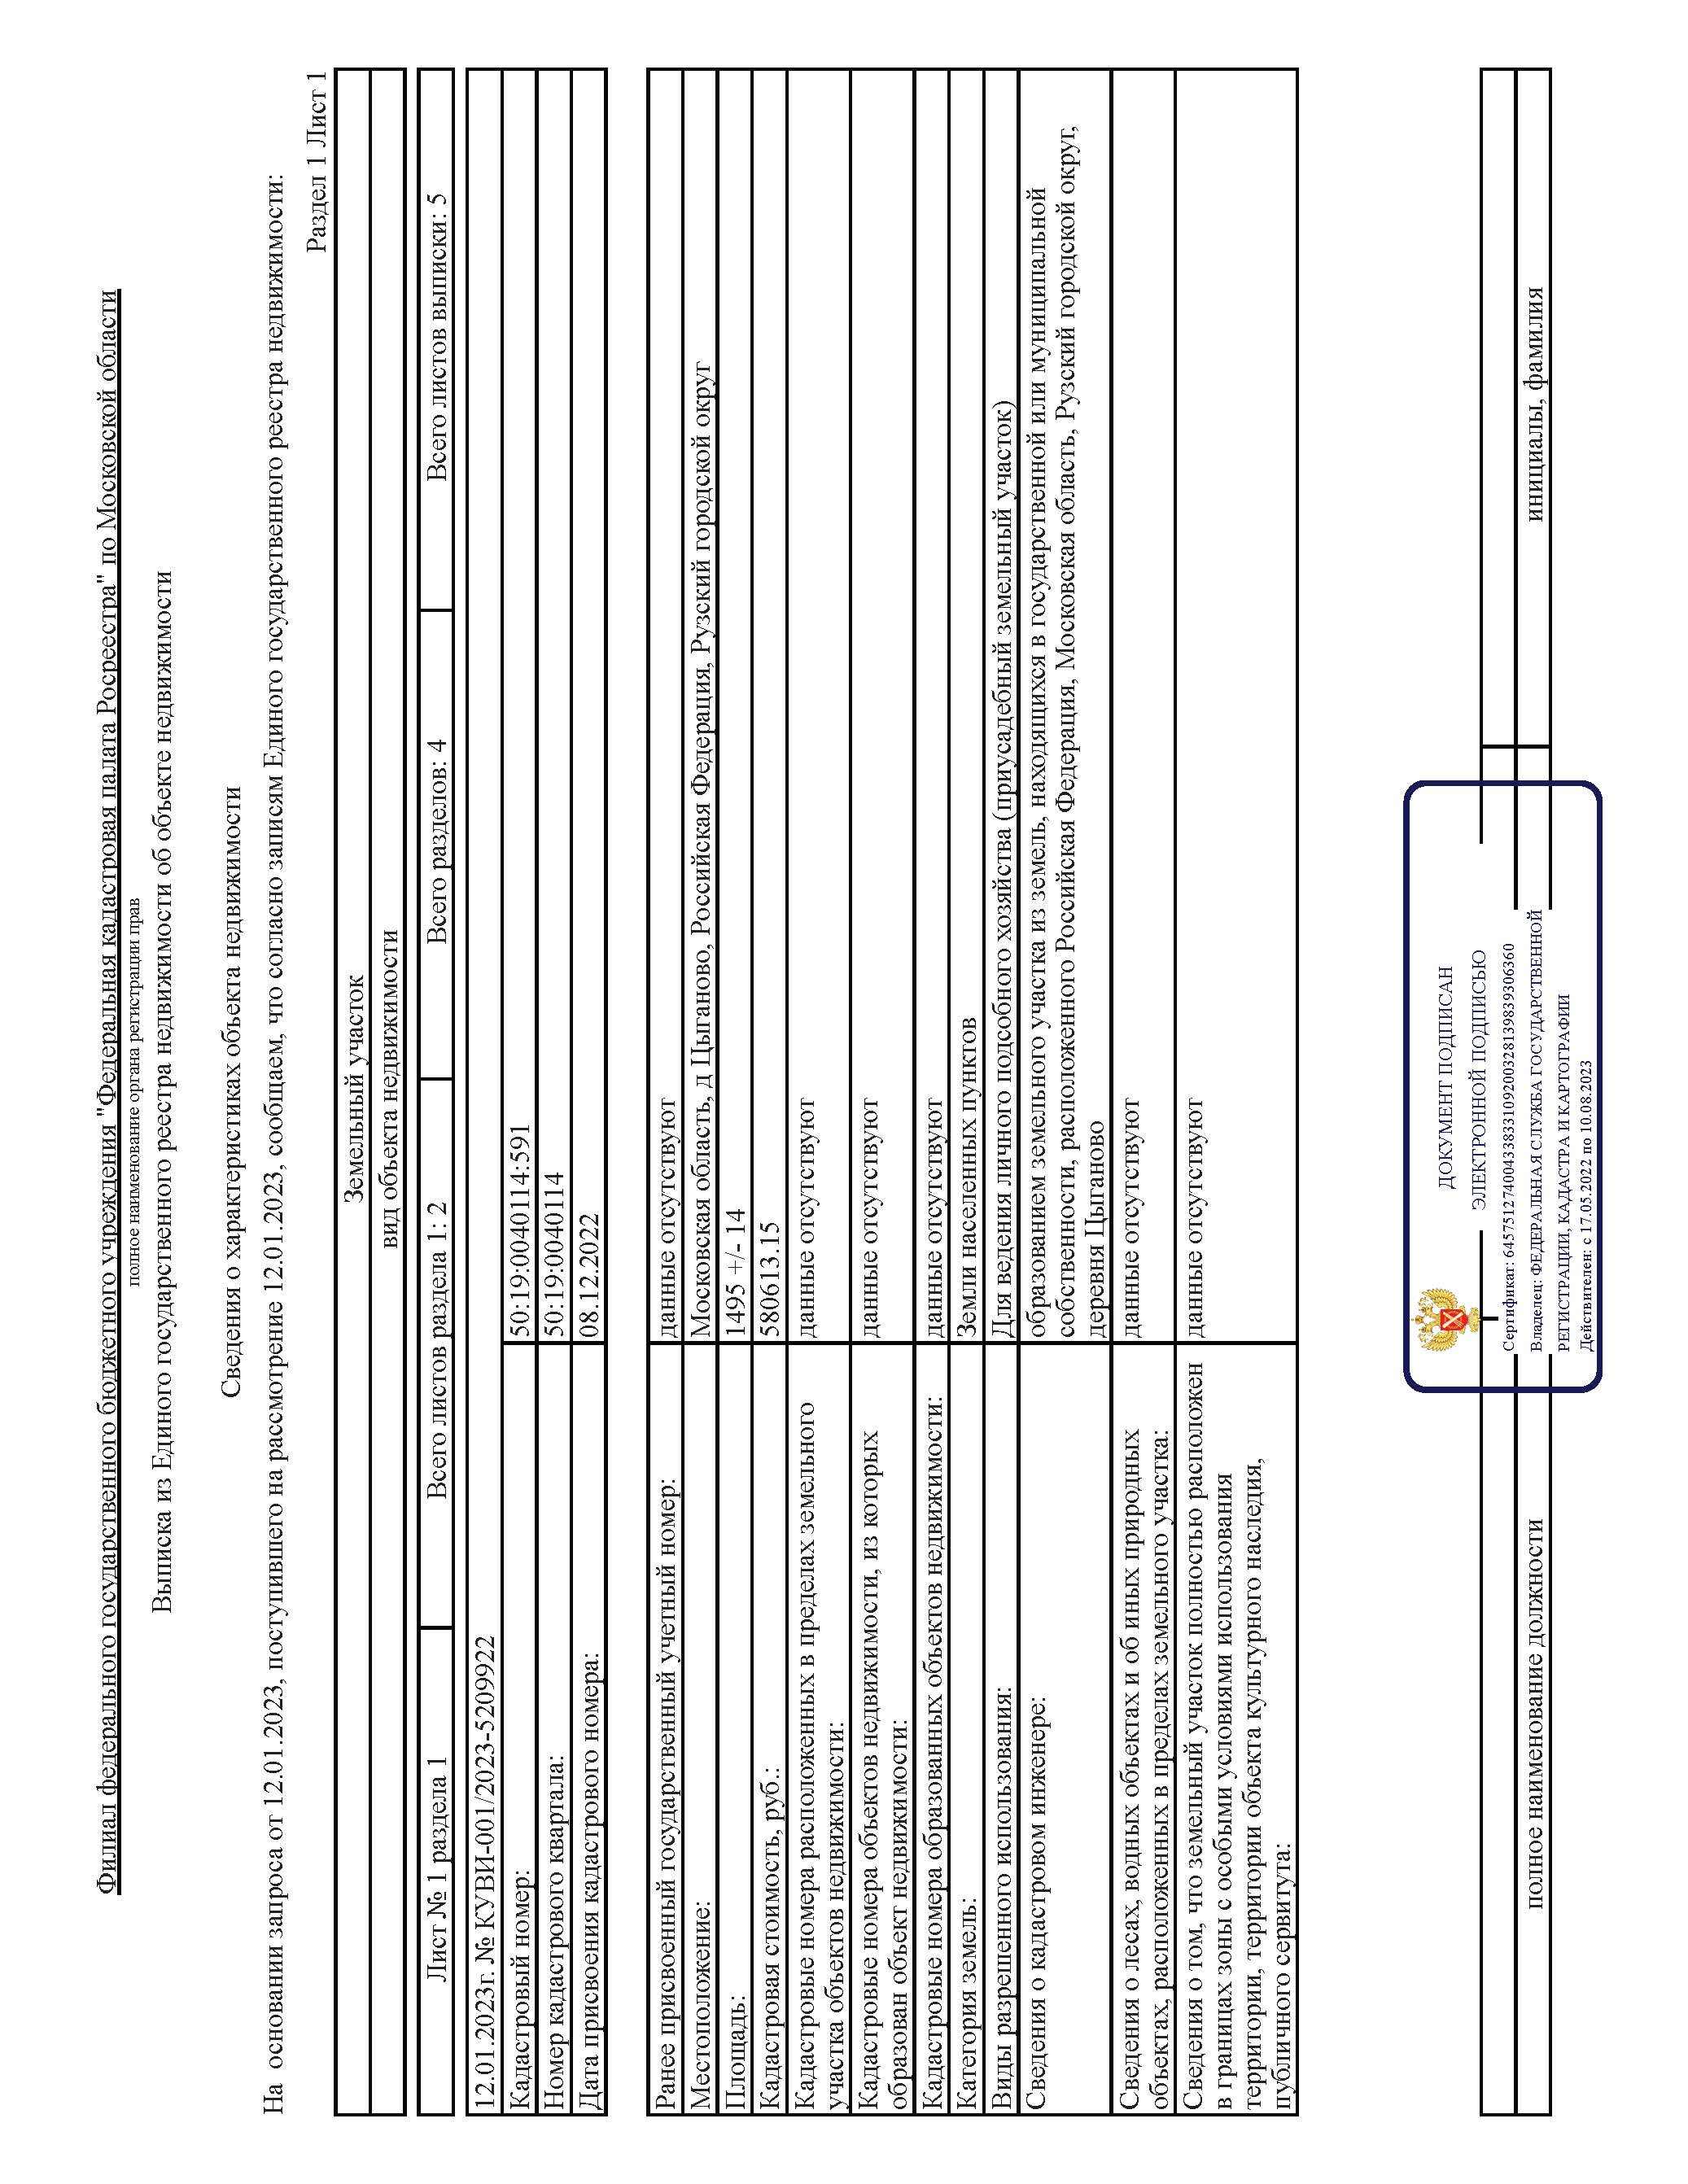 Филиал федерального государственного бюджетного учреждения "Федеральная кадастровая палата Росреестра" по Московской области
полное наименование органа регистрации прав
Выписка из Единого государственного реестра недвижимости об объекте недвижимости
Сведения о характеристиках объекта недвижимости
На основании запроса от 12.01.2023, поступившего на рассмотрение 12.01.2023, сообщаем, что согласно записям Единого государственного реестра недвижимости:
Раздел 1 Лист 1
Земельный участок
вид объекта недвижимости
Лист № 1 раздела 1 Всего листов раздела 1: 2 Всего разделов: 4 Всего листов выписки: 5
12.01.2023г. № КУВИ-001/2023-5209922
Кадастровый номер: 50:19:0040114:591
Номер кадастрового квартала: 50:19:0040114
Дата присвоения кадастрового номера: 08.12.2022
Ранее присвоенный государственный учетный номер: данные отсутствуют
Местоположение: Московская область, д Цыганово, Российская Федерация, Рузский городской округ
Площадь: 1495 +/- 14
Кадастровая стоимость, руб.: 580613.15
Кадастровые номера расположенных в пределах земельного данные отсутствуют
участка объектов недвижимости:
Кадастровые номера объектов недвижимости, из которых данные отсутствуют
образован объект недвижимости:
Кадастровые номера образованных объектов недвижимости: данные отсутствуют
Категория земель: Земли населенных пунктов
Виды разрешенного использования: Для ведения личного подсобного хозяйства (приусадебный земельный участок)
Сведения о кадастровом инженере: образованием земельного участка из земель, находящихся в государственной или муниципальной
собственности, расположенного Российская Федерация, Московская область, Рузский городской округ,
деревня Цыганово
Сведения о лесах, водных объектах и об иных природных данные отсутствуют
объектах, расположенных в пределах земельного участка:
Сведения о том, что земельный участок полностью расположен данные отсутствуют
в границах зоны с особыми условиями использования
территории, территории объекта культурного наследия,
публичного сервитута:
ДОКУМЕНТ ПОДПИСАН
ЭЛЕКТРОННОЙ ПОДПИСЬЮ
Сертификат: 64575127400433833109200328139839306360
Владелец: ФЕДЕРАЛЬНАЯ СЛУЖБА ГОСУДАРСТВЕННОЙ
РЕГИСТРАЦИИ, КАДАСТРА И КАРТОГРАФИИ
Действителен: с 17.05.2022 по 10.08.2023
полное наименование должности инициалы, фамилия